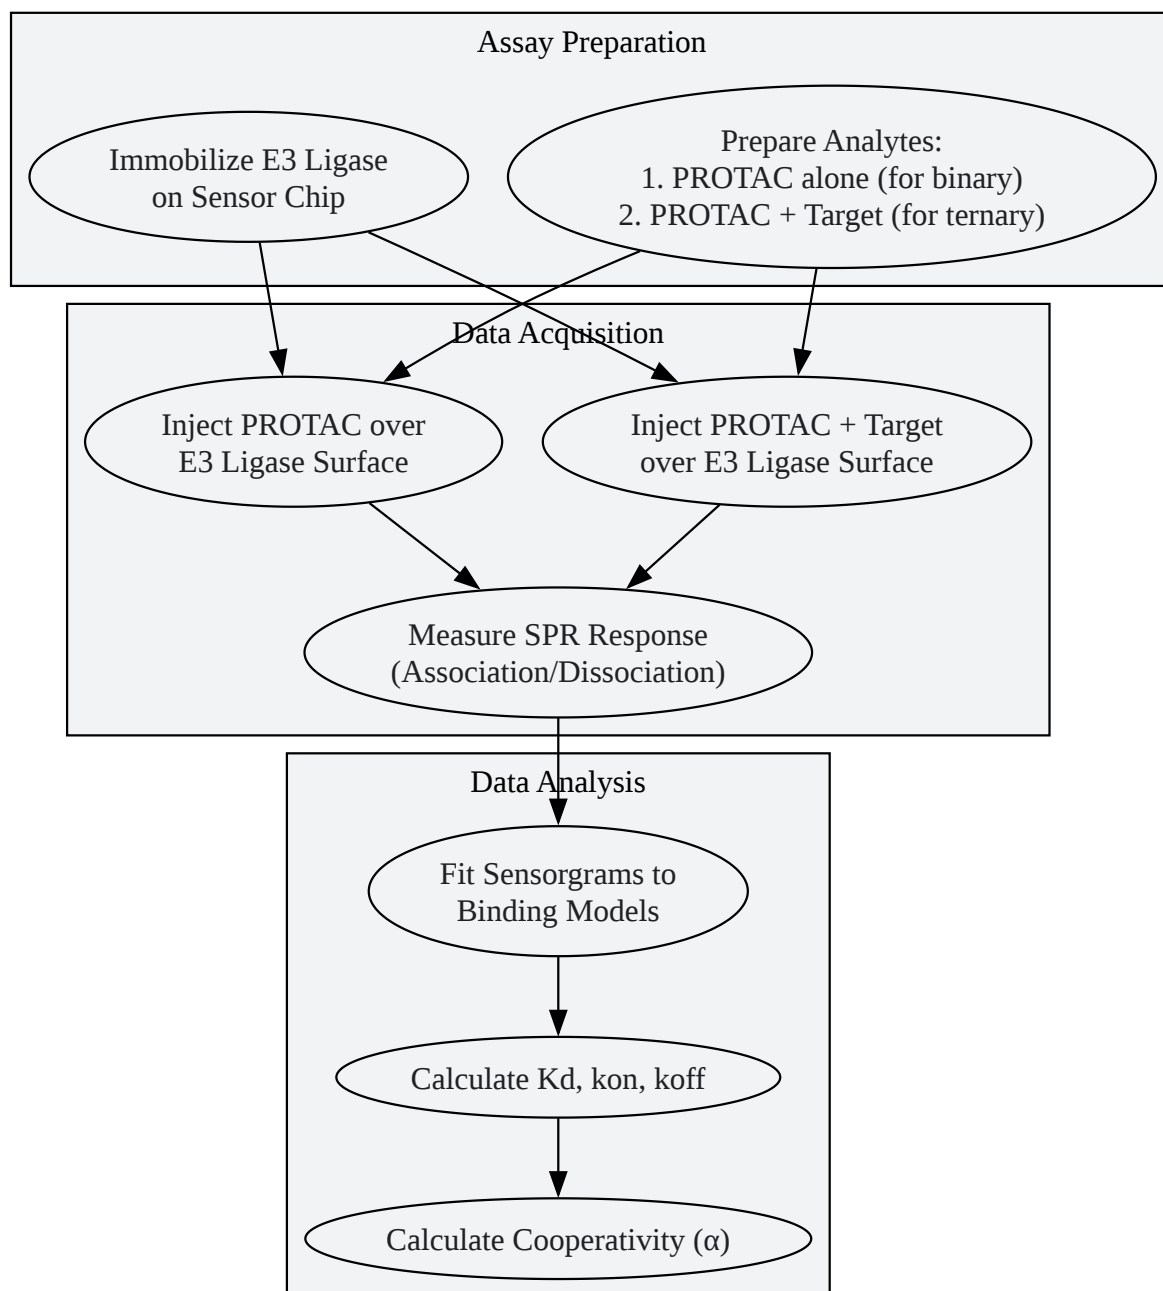 Assay Preparation
Immobilize E3 Ligase
on Sensor Chip
Prepare Analytes:
1. PROTAC alone (for binary)
2. PROTAC + Target (for ternary)
Data Acquisition
Inject PROTAC over
E3 Ligase Surface
Inject PROTAC + Target
over E3 Ligase Surface
Measure SPR Response
(Association/Dissociation)
Data Analysis
Fit Sensorgrams to
Binding Models
Calculate Kd, kon, koff
Calculate Cooperativity (α)